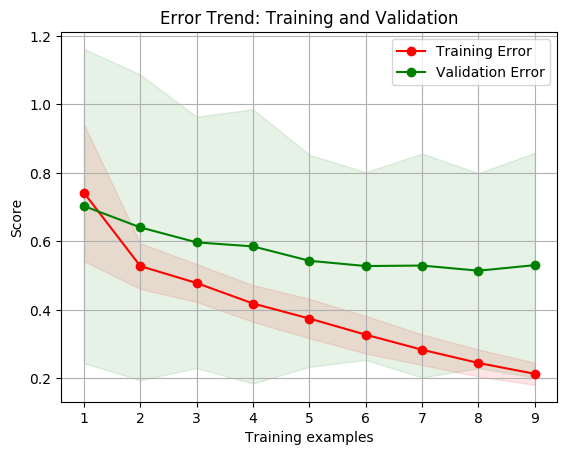 Error Trend: Training and Validation
Training Error
Validation Error
Score
1.2
1.0
0.8
0.6
0.4
0.2
1 2 3 4 5 6 7 8 9
Training examples